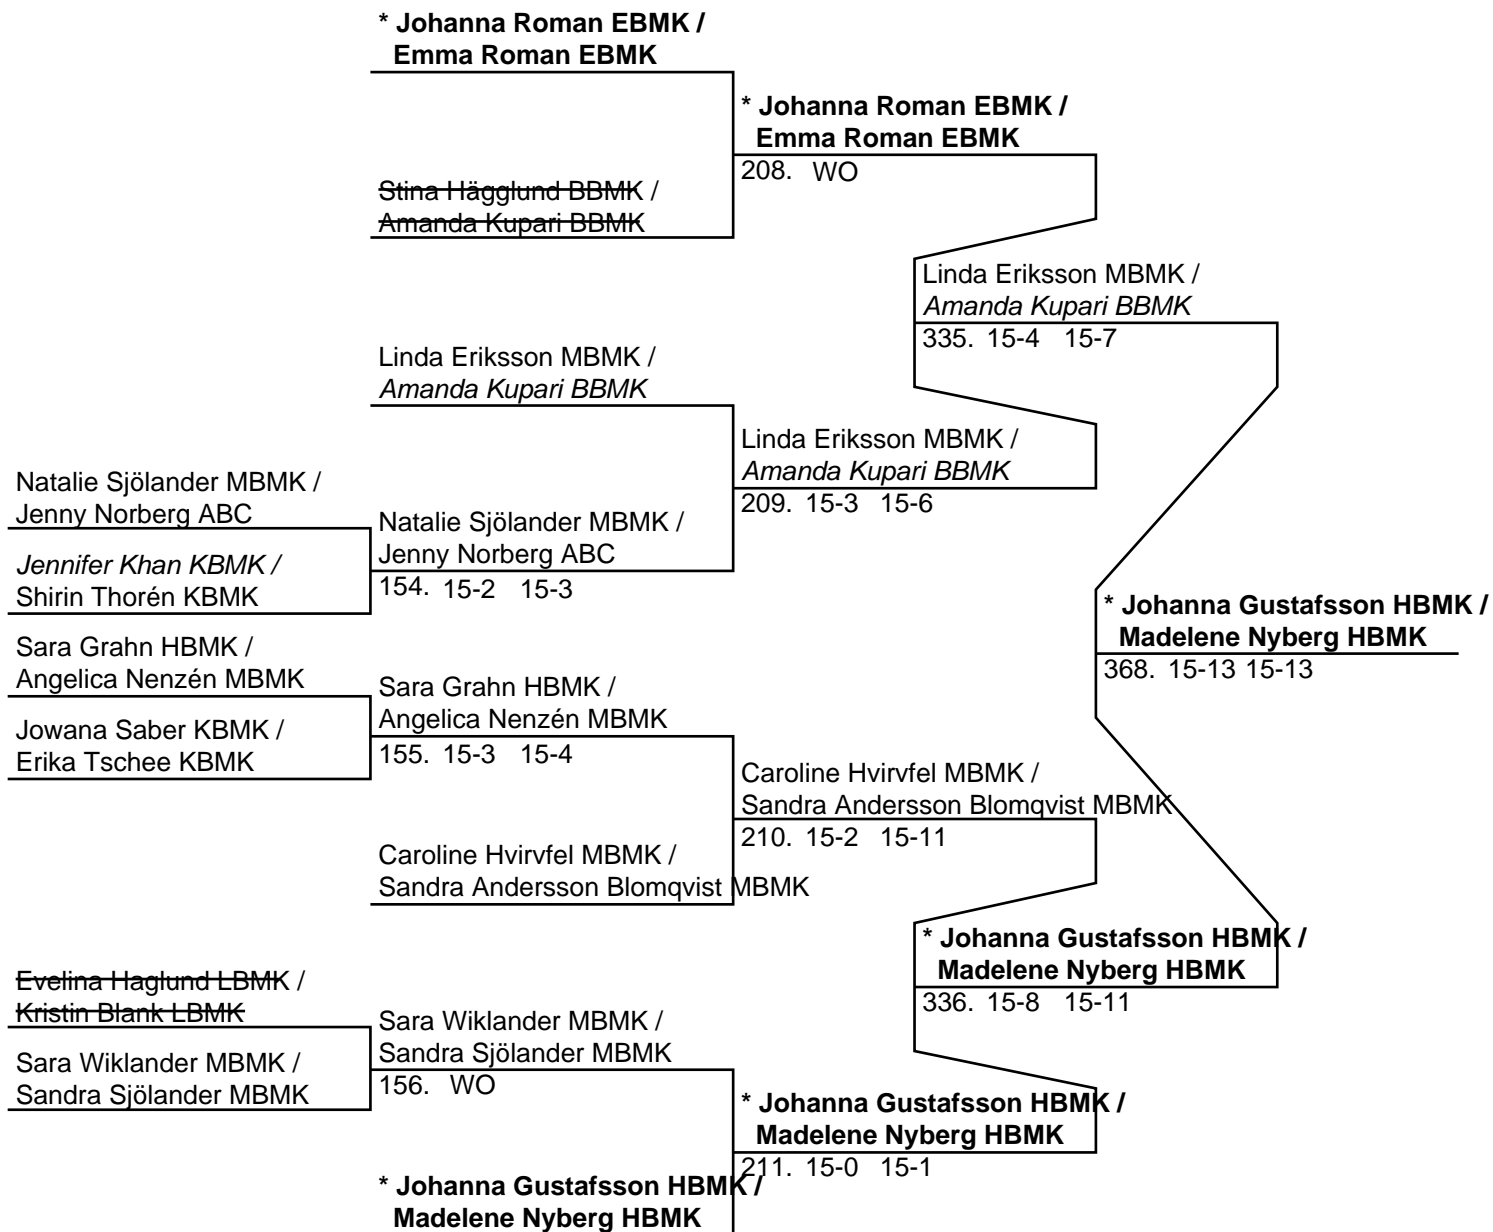 * Johanna Roman EBMK /
Emma Roman EBMK
* Johanna Roman EBMK /
Emma Roman EBMK
208. WO
Stina Hägglund BBMK /
Amanda Kupari BBMK
Linda Eriksson MBMK /
Amanda Kupari BBMK
335. 15-4 15-7
Linda Eriksson MBMK /
Amanda Kupari BBMK
Linda Eriksson MBMK /
Amanda Kupari BBMK
209. 15-3 15-6
Natalie Sjölander MBMK /
Jenny Norberg ABC
Natalie Sjölander MBMK /
Jenny Norberg ABC
154. 15-2 15-3
Jennifer Khan KBMK /
Shirin Thorén KBMK
* Johanna Gustafsson HBMK /
Madelene Nyberg HBMK
368. 15-13 15-13
Sara Grahn HBMK /
Angelica Nenzén MBMK
Sara Grahn HBMK /
Angelica Nenzén MBMK
155. 15-3 15-4
Jowana Saber KBMK /
Erika Tschee KBMK
Caroline Hvirvfel MBMK /
Sandra Andersson Blomqvist MBMK
210. 15-2 15-11
Caroline Hvirvfel MBMK /
Sandra Andersson Blomqvist MBMK
* Johanna Gustafsson HBMK /
Madelene Nyberg HBMK
336. 15-8 15-11
Evelina Haglund LBMK /
Kristin Blank LBMK
Sara Wiklander MBMK /
Sandra Sjölander MBMK
156. WO
Sara Wiklander MBMK /
Sandra Sjölander MBMK
* Johanna Gustafsson HBMK /
Madelene Nyberg HBMK
211. 15-0 15-1
* Johanna Gustafsson HBMK /
Madelene Nyberg HBMK